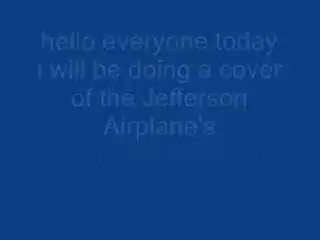 hello everyone today
i will be doing a cover
of the Jefferson
Airplane's